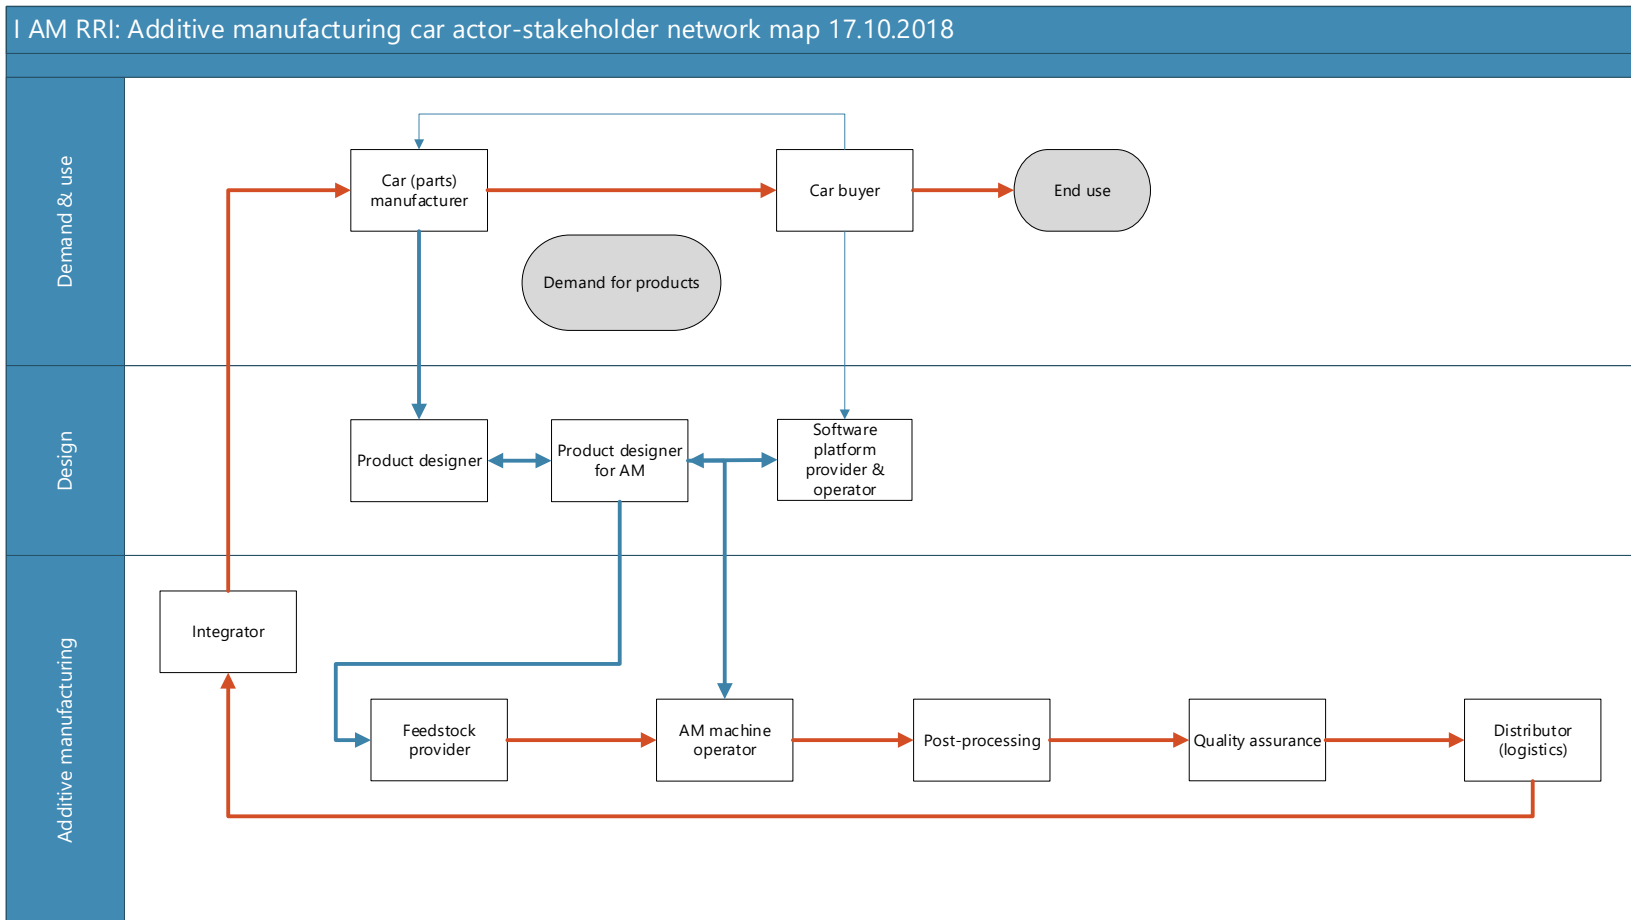 I AM RRI: Additive manufacturing car actor-stakeholder network map 17.10.2018
Demand & use
Car (parts)
manufacturer
Car buyer
End use
Demand for products
Design
Product designer
Product designer
for AM
Software
platform
provider &
operator
Additive manufacturing
Integrator
Feedstock
provider
AM machine
operator
Post-processing
Quality assurance
Distributor
(logistics)